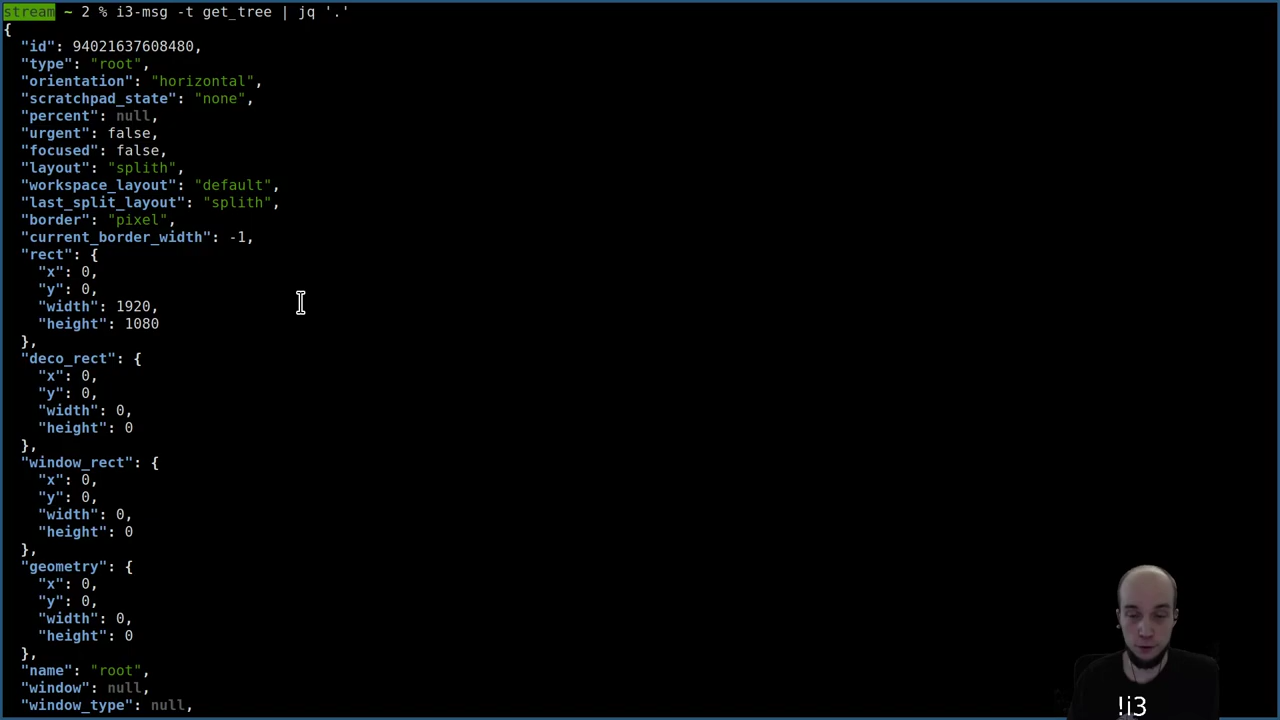 stream ~ 2 % i3-msg -t get_tree | jq '.'
{
  "id": 94021637608480,
  "type": "root",
  "orientation": "horizontal",
  "scratchpad_state": "none",
  "percent": null,
  "urgent": false,
  "focused": false,
  "layout": "splith",
  "workspace_layout": "default",
  "last_split_layout": "splith",
  "border": "pixel",
  "current_border_width": -1,
  "rect": {
    "x": 0,
    "y": 0,
    "width": 1920,
    "height": 1080
  },
  "deco_rect": {
    "x": 0,
    "y": 0,
    "width": 0,
    "height": 0
  },
  "window_rect": {
    "x": 0,
    "y": 0,
    "width": 0,
    "height": 0
  },
  "geometry": {
    "x": 0,
    "y": 0,
    "width": 0,
    "height": 0
  },
  "name": "root",
  "window": null,
  "window_type": null,
!i3